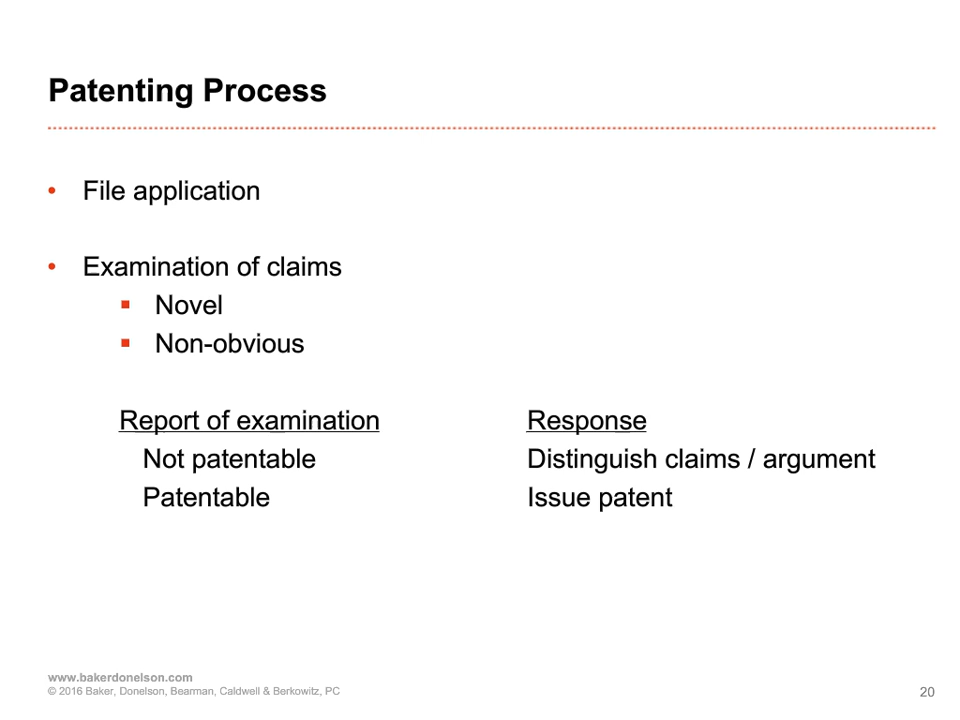 Patenting Process
• File application
• Examination of claims
▪ Novel
▪ Non-obvious
Report of examination Response
Not patentable Distinguish claims / argument
Patentable Issue patent
www.bakerdonelson.com
© 2016 Baker, Donelson, Bearman, Caldwell & Berkowitz, PC 20